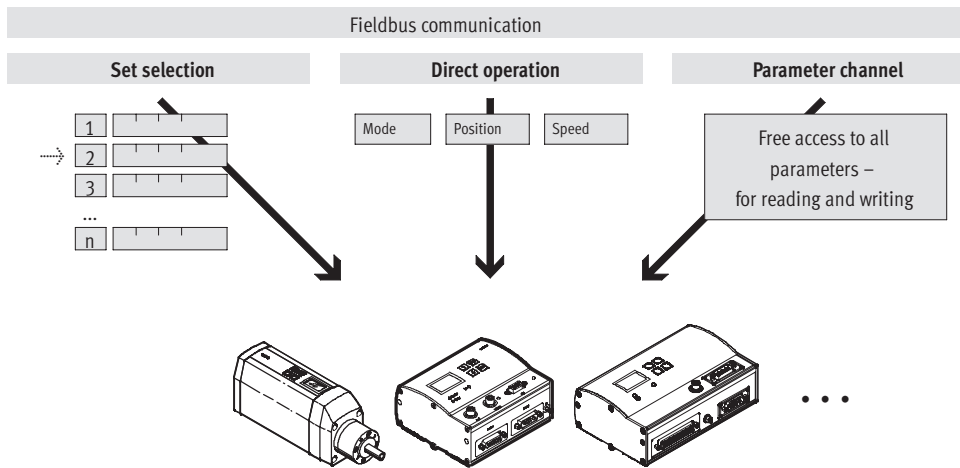 Fieldbus communication
Set selection
Direct operation
Parameter channel
1
2
3
...
n
Mode
Position
Speed
Free access to all
parameters –
for reading and writing